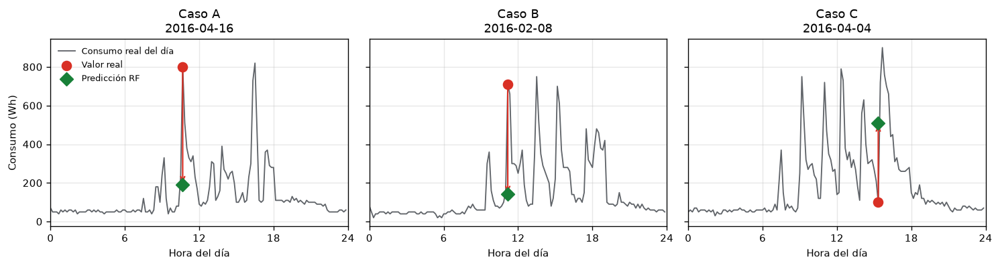 Caso A
2016-04-16
Caso B
2016-02-08
Caso C
2016-04-04
Consumo real del día
Valor real
Predicción RF
Consumo (Wh)
800
600
400
200
0
0 6 12 18 24
0 6 12 18 24
0 6 12 18 24
Hora del día
Hora del día
Hora del día